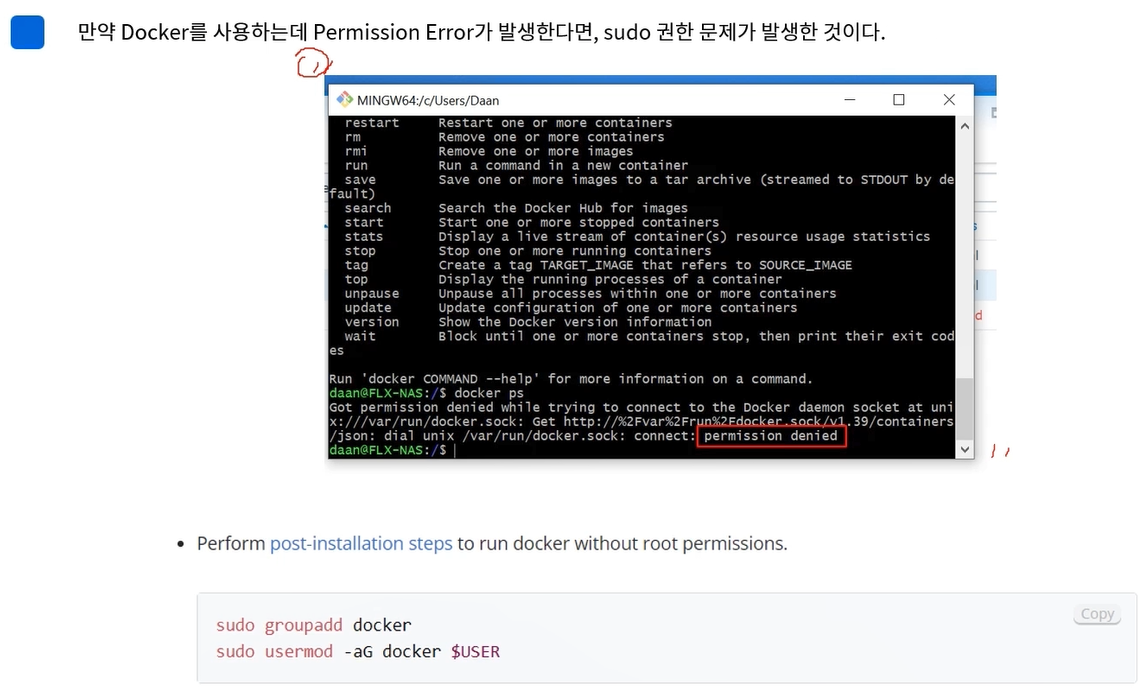 만약 Docker를 사용하는데 Permission Error가 발생한다면, sudo 권한 문제가 발생한 것이다.
MINGW64:/c/Users/Daan
restart Restart one or more containers
rm Remove one or more containers
rmi Remove one or more images
run Run a command in a new container
save Save one or more images to a tar archive (streamed to STDOUT by de
fault)
search Search the Docker Hub for images
start Start one or more stopped containers
stats Display a live stream of container(s) resource usage statistics
stop Stop one or more running containers
tag Create a tag TARGET_IMAGE that refers to SOURCE_IMAGE
top Display the running processes of a container
unpause Unpause all processes within one or more containers
update Update configuration of one or more containers
version Show the Docker version information
wait Block until one or more containers stop, then print their exit cod
es
Run 'docker COMMAND --help' for more information on a command.
daan@FLX-NAS:/$ docker ps
Got permission denied while trying to connect to the Docker daemon socket at uni
x:///var/run/docker.sock: Get http://%2Fvar%2Frun%2Fdocker.sock/v1.39/containers
/json: dial unix /var/run/docker.sock: connect: permission denied
daan@FLX-NAS:/$
• Perform post-installation steps to run docker without root permissions.
Copy
sudo groupadd docker
sudo usermod -aG docker $USER